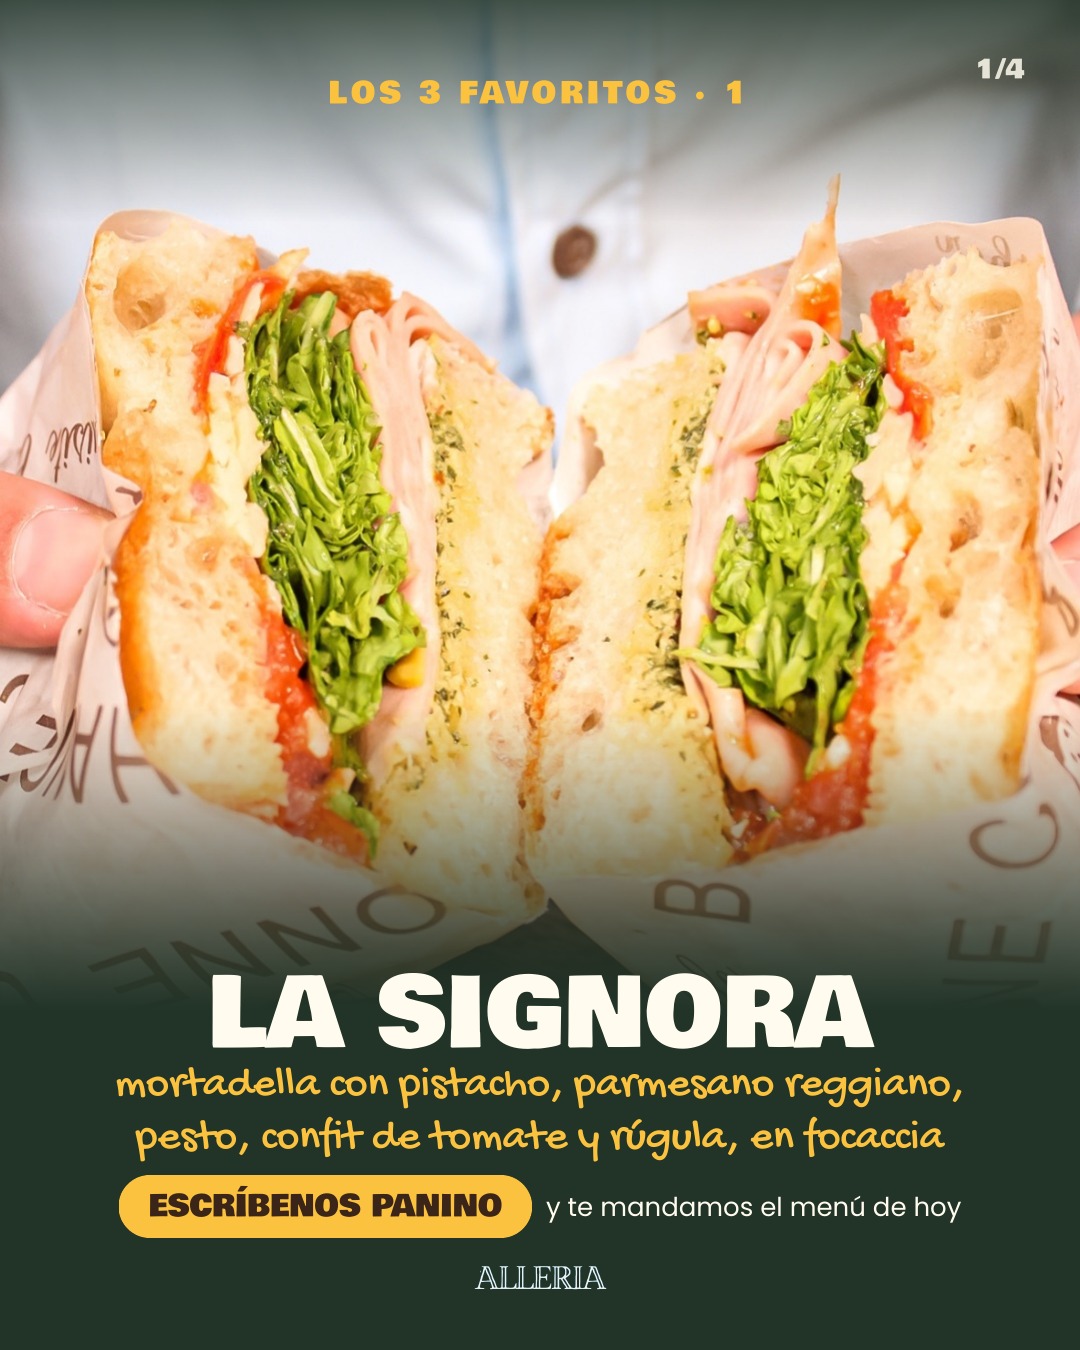 LOS 3 FAVORITOS · 1
1/4
LA SIGNORA
mortadella con pistacho, parmesano reggiano,
pesto, confit de tomate y rúgula, en focaccia
ESCRÍBENOS PANINO y te mandamos el menú de hoy
ALLERIA